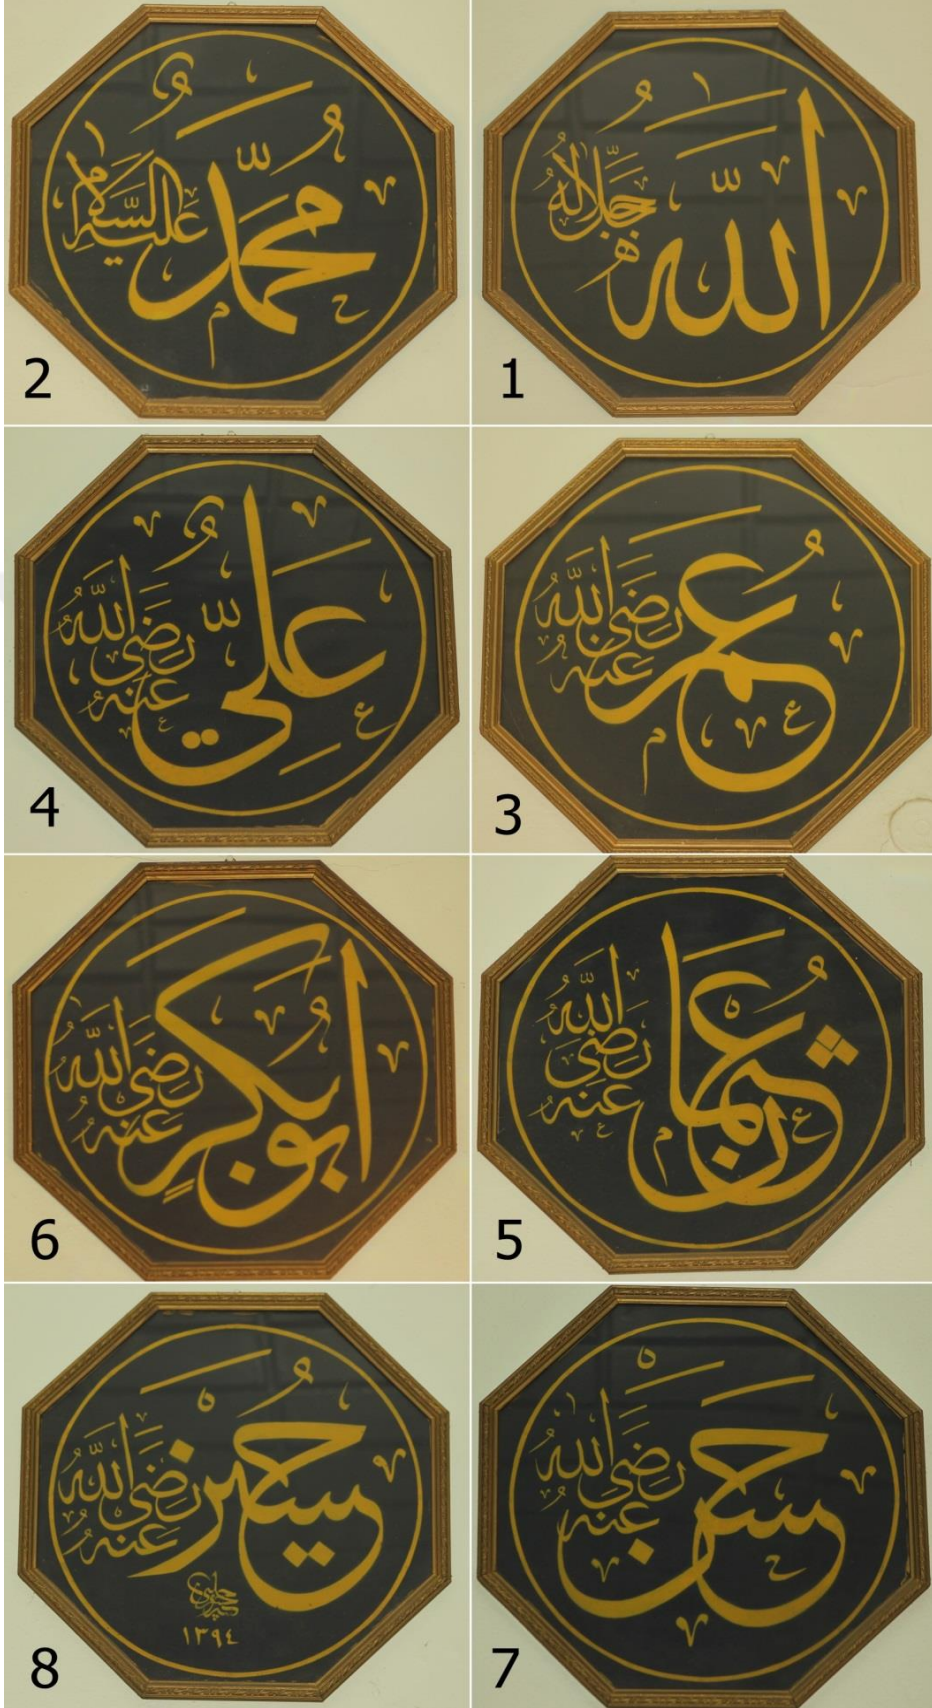 الله
جل جلاله
1
محمد
عليه السلام
2
عمر
رضي الله عنه
3
علي
رضي الله عنه
4
عثمان
رضي الله عنه
5
ابو بكر
رضي الله عنه
6
حسن
رضي الله عنه
7
حسين
رضي الله عنه
١٣٩٤
8